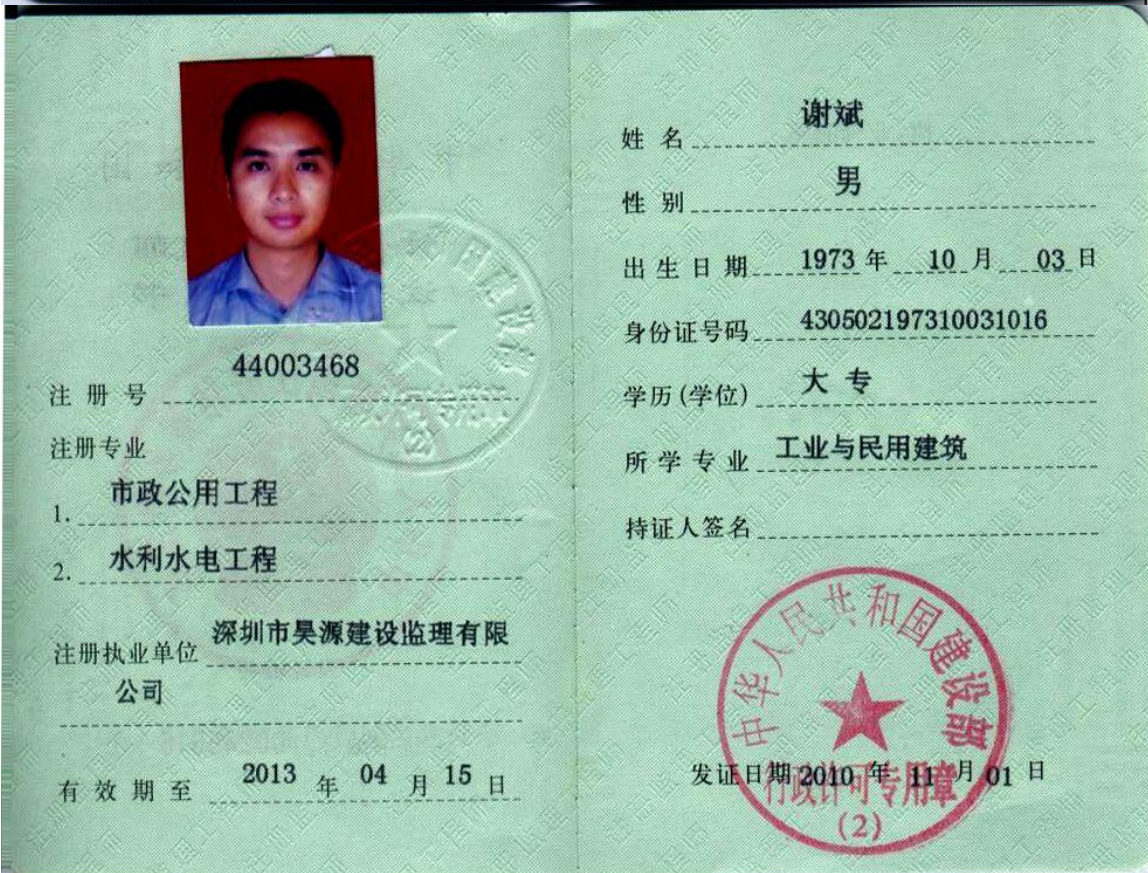 44003468
注 册 号
注册专业
1. 市政公用工程
2. 水利水电工程
注册执业单位 深圳市昊源建设监理有限
公司
有 效 期 至 2013 年 04 月 15 日
姓 名 谢斌
性 别 男
出 生 日 期 1973 年 10 月 03 日
身份证号码 430502197310031016
学历(学位) 大 专
所 学 专 业 工业与民用建筑
持证人签名
中华人民共和国建设部
发证日期 2010 年 11 月 01 日
行政许可专用章
(2)